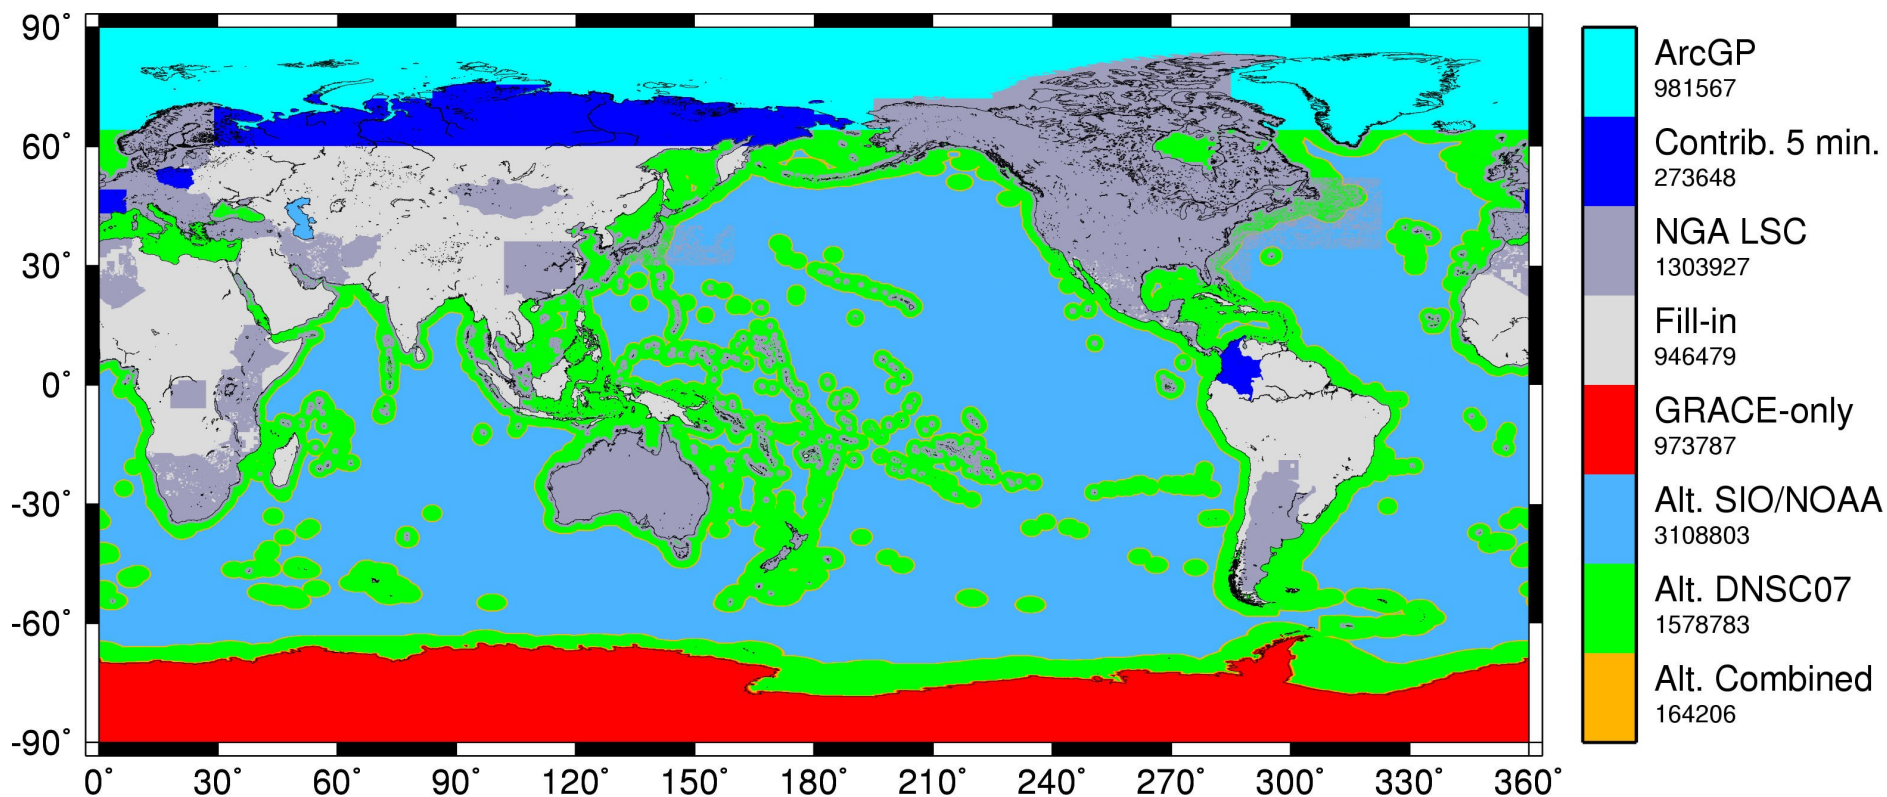 90°
60°
30°
0°
-30°
-60°
-90°
0° 30° 60° 90° 120° 150° 180° 210° 240° 270° 300° 330° 360°
ArcGP
981567
Contrib. 5 min.
273648
NGA LSC
1303927
Fill-in
946479
GRACE-only
973787
Alt. SIO/NOAA
3108803
Alt. DNSC07
1578783
Alt. Combined
164206